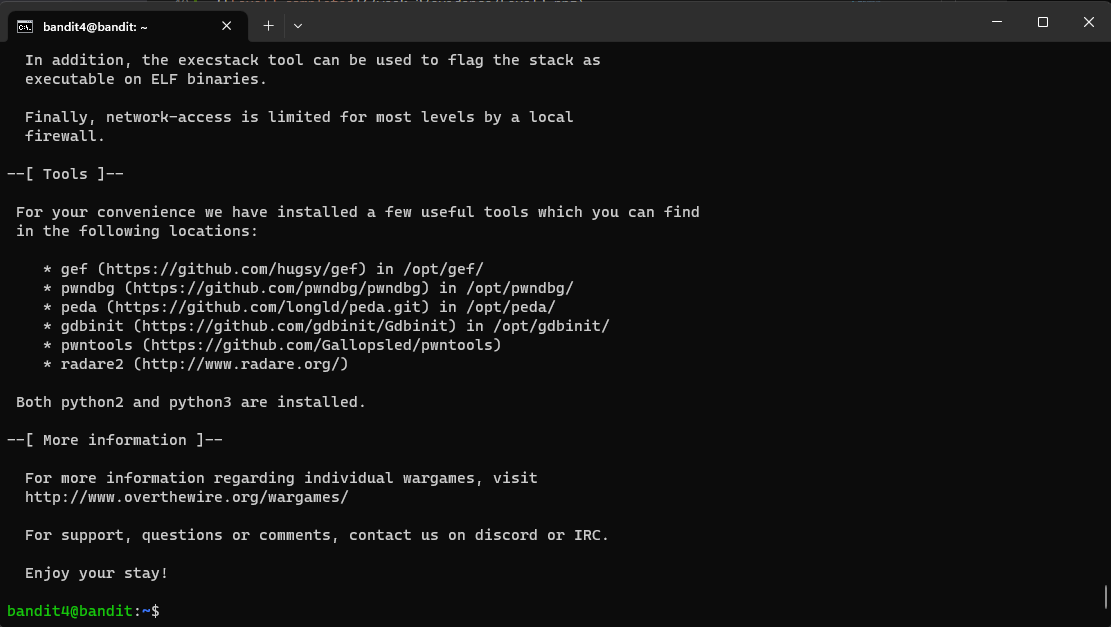 bandit4@bandit: ~
In addition, the execstack tool can be used to flag the stack as
executable on ELF binaries.
Finally, network-access is limited for most levels by a local
firewall.
--[ Tools ]--
For your convenience we have installed a few useful tools which you can find
in the following locations:
* gef (https://github.com/hugsy/gef) in /opt/gef/
* pwndbg (https://github.com/pwndbg/pwndbg) in /opt/pwndbg/
* peda (https://github.com/longld/peda.git) in /opt/peda/
* gdbinit (https://github.com/gdbinit/Gdbinit) in /opt/gdbinit/
* pwntools (https://github.com/Gallopsled/pwntools)
* radare2 (http://www.radare.org/)
Both python2 and python3 are installed.
--[ More information ]--
For more information regarding individual wargames, visit
http://www.overthewire.org/wargames/
For support, questions or comments, contact us on discord or IRC.
Enjoy your stay!
bandit4@bandit:~$